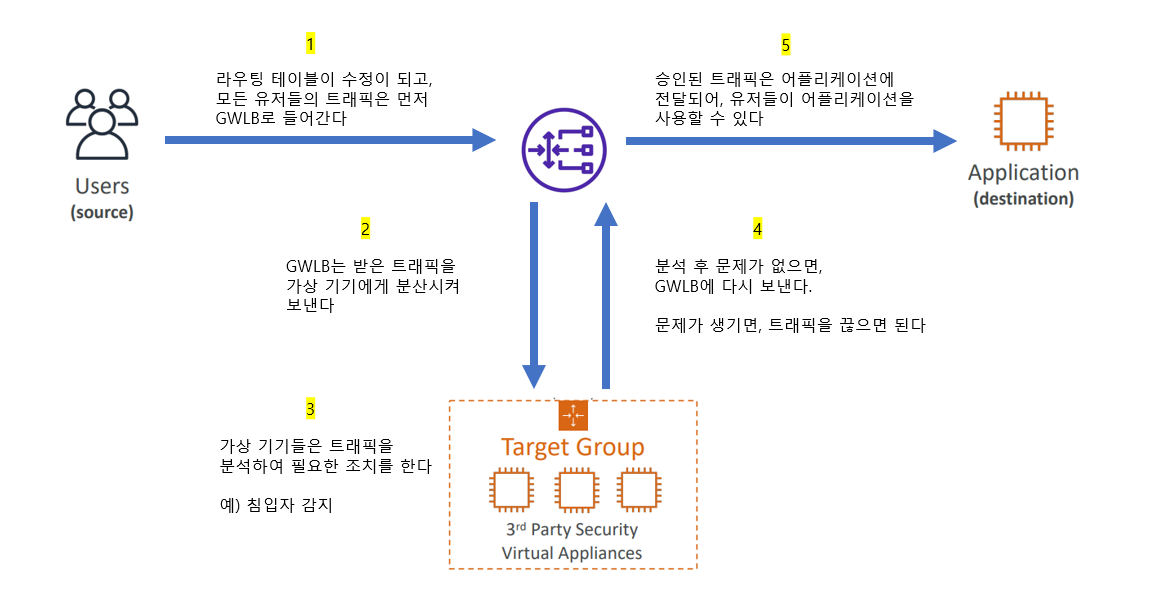 1
라우팅 테이블이 수정이 되고,
모든 유저들의 트래픽은 먼저
GWLB로 들어간다
5
승인된 트래픽은 어플리케이션에
전달되어, 유저들이 어플리케이션을
사용할 수 있다
Users
(source)
Application
(destination)
2
GWLB는 받은 트래픽을
가상 기기에게 분산시켜
보낸다
4
분석 후 문제가 없으면,
GWLB에 다시 보낸다.
문제가 생기면, 트래픽을 끊으면 된다
3
가상 기기들은 트래픽을
분석하여 필요한 조치를 한다
예) 침입자 감지
Target Group
3rd Party Security
Virtual Appliances